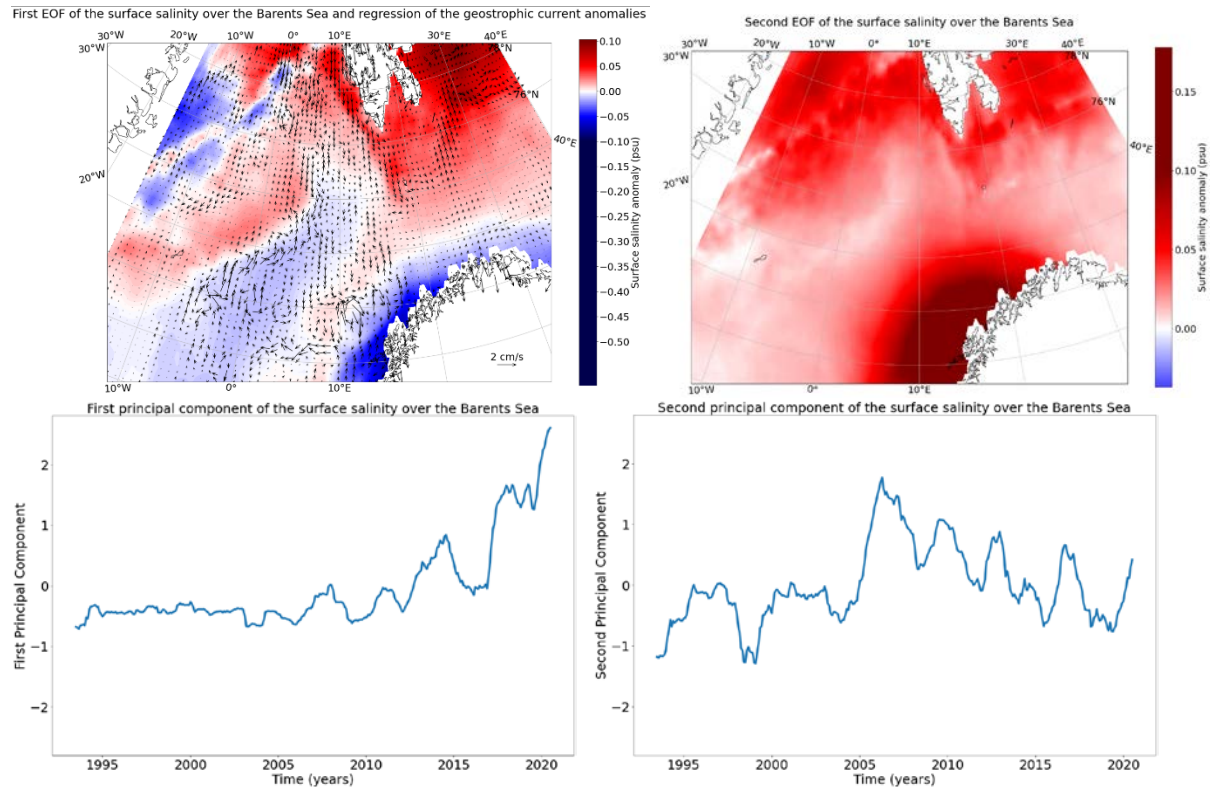 First EOF of the surface salinity over the Barents Sea and regression of the geostrophic current anomalies
30°W 20°W 10°W 0° 10°E 20°E 30°E 40°E
30°W
76°N
76°N
40°E
20°W
10°W 0° 10°E
2 cm/s
0.10
0.05
0.00
−0.05
−0.10
−0.15
−0.20
−0.25
−0.30
−0.35
−0.40
−0.45
−0.50
Surface salinity anomaly (psu)
Second EOF of the surface salinity over the Barents Sea
30°W 20°W 0° 10°E 30°E 40°E
30°W
76°N
76°N
40°E
20°W
10°W 0° 10°E
0.15
0.10
0.05
0.00
Surface salinity anomaly (psu)
First principal component of the surface salinity over the Barents Sea
First Principal Component
2
1
0
−1
−2
1995 2000 2005 2010 2015 2020
Time (years)
Second principal component of the surface salinity over the Barents Sea
Second Principal Component
2
1
0
−1
−2
1995 2000 2005 2010 2015 2020
Time (years)